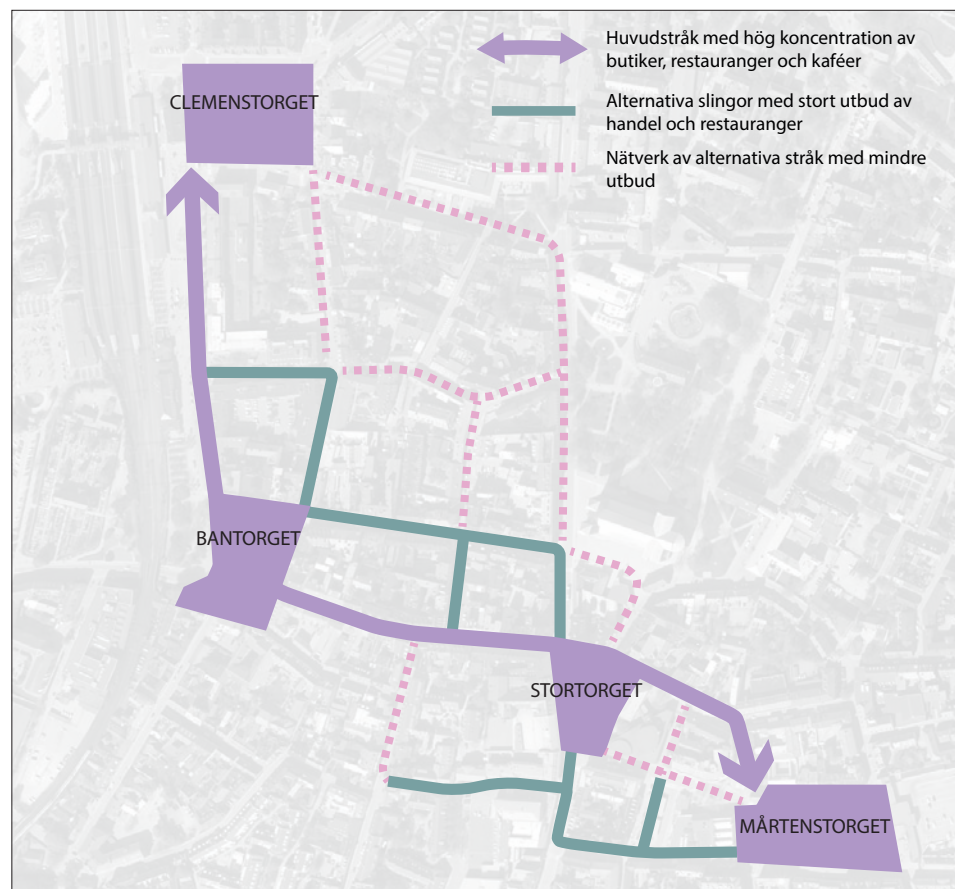 Huvudstråk med hög koncentration av
butiker, restauranger och kaféer
CLEMENSTORGET
Alternativa slingor med stort utbud av
handel och restauranger
Nätverk av alternativa stråk med mindre
utbud
BANTORGET
STORTORGET
MÅRTENSTORGET